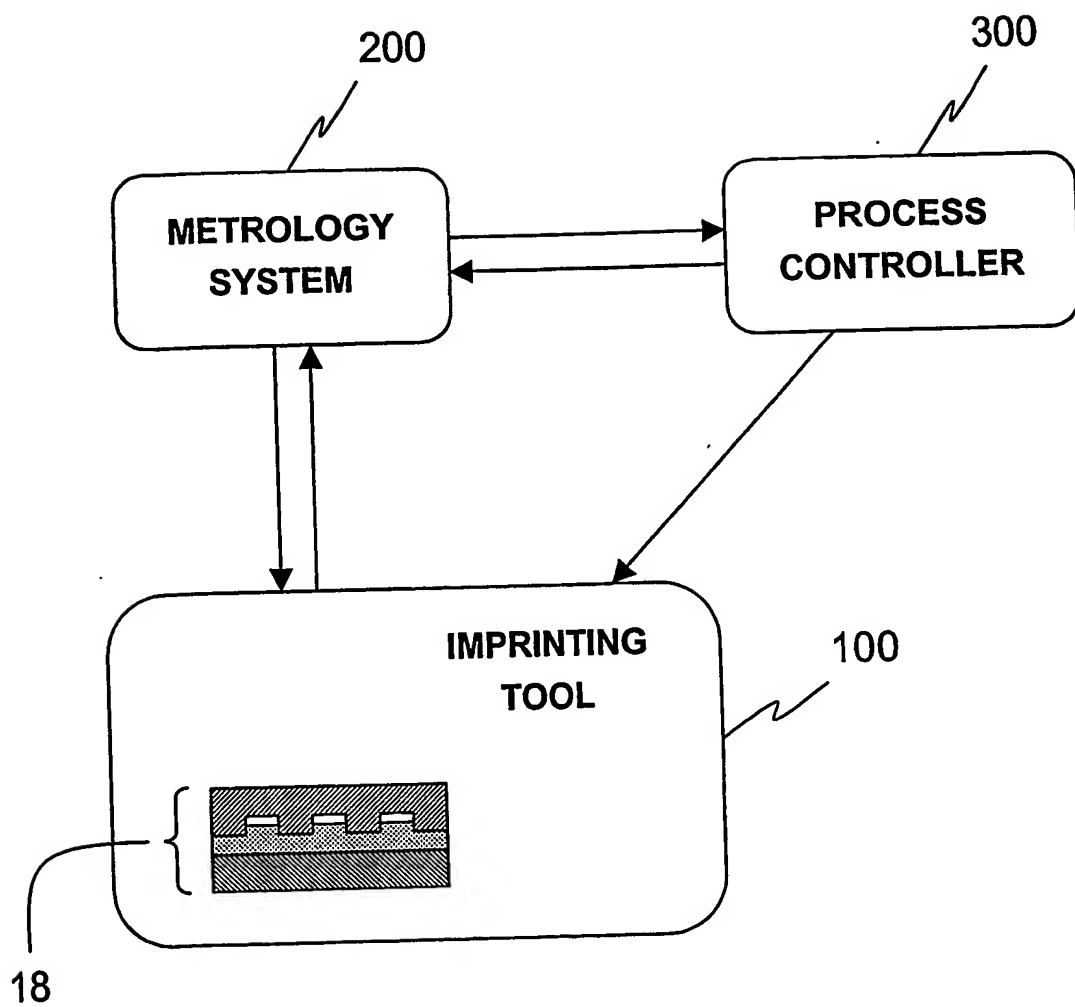 200
300
METROLOGY
SYSTEM
PROCESS
CONTROLLER
IMPRINTING
TOOL
100
18